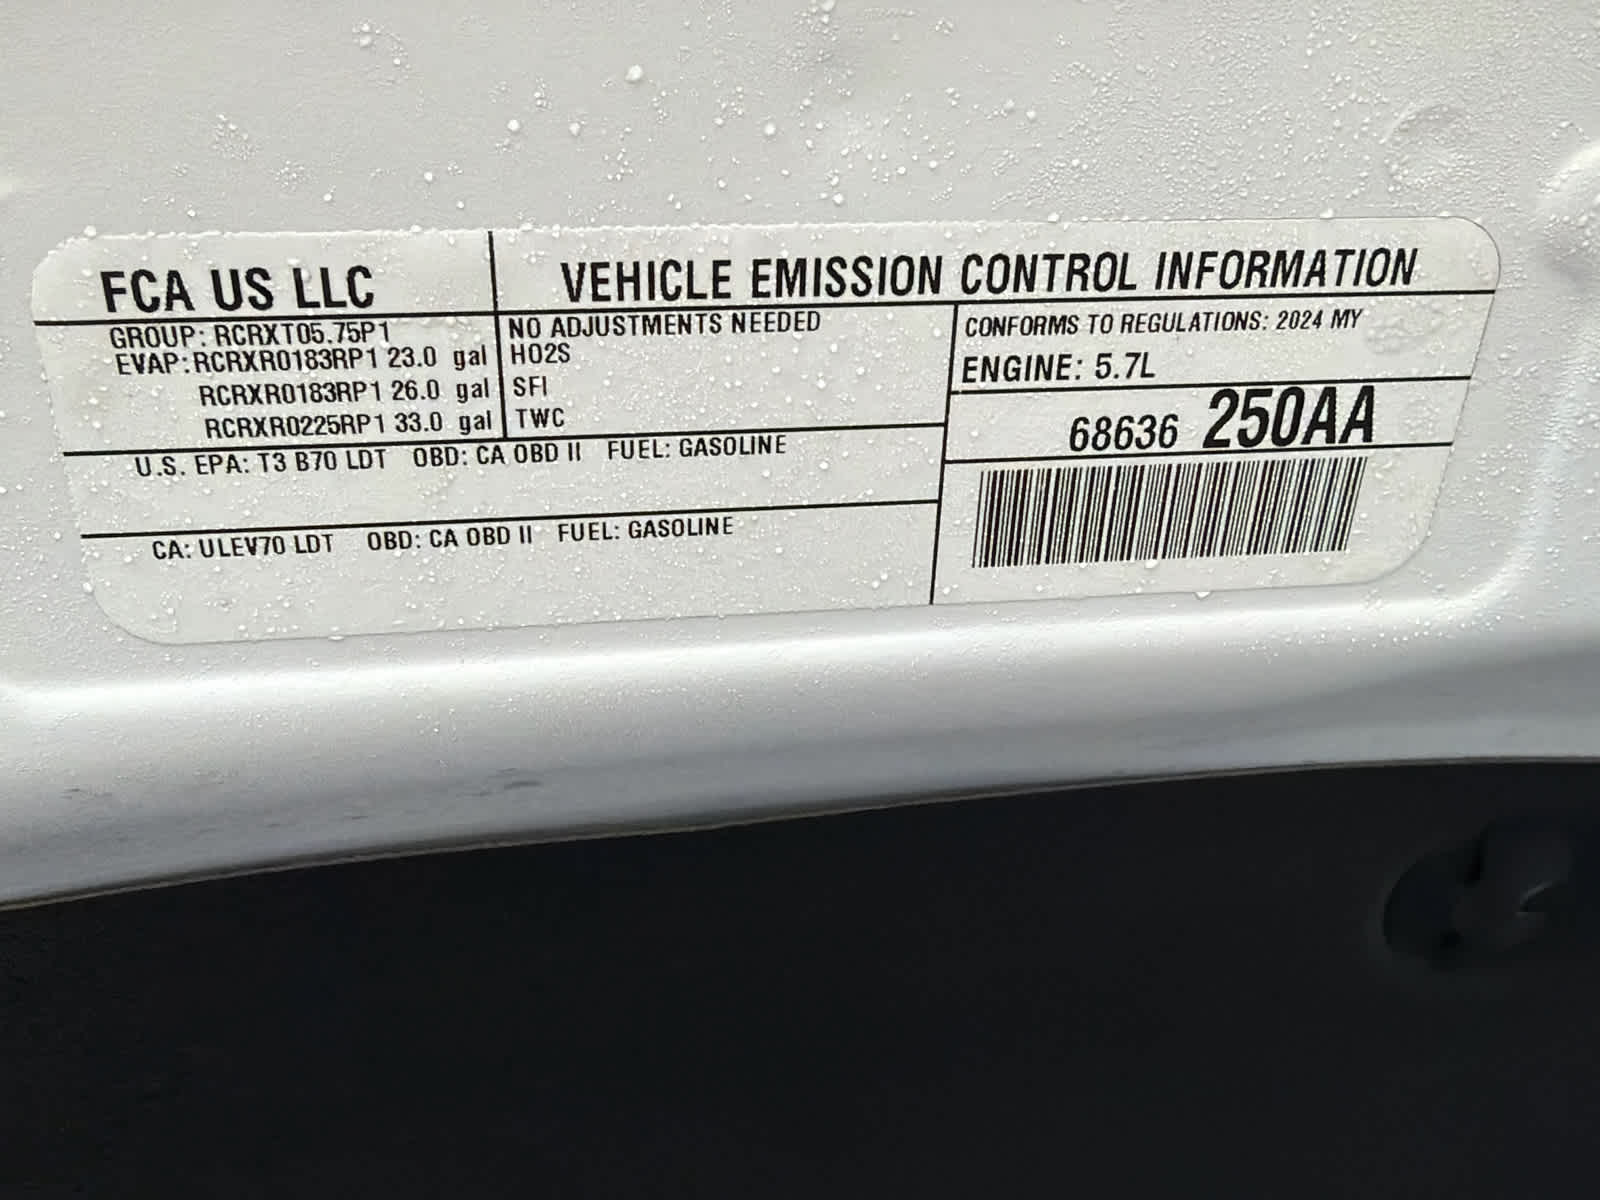 FCA US LLC
VEHICLE EMISSION CONTROL INFORMATION
GROUP: RCRXT05.75P1
EVAP: RCRXR0183RP1 23.0 gal
RCRXR0183RP1 26.0 gal
RCRXR0225RP1 33.0 gal
NO ADJUSTMENTS NEEDED
HO2S
SFI
TWC
CONFORMS TO REGULATIONS: 2024 MY
ENGINE: 5.7L
68636 250AA
U.S. EPA: T3 B70 LDT OBD: CA OBD II FUEL: GASOLINE
CA: ULEV70 LDT OBD: CA OBD II FUEL: GASOLINE